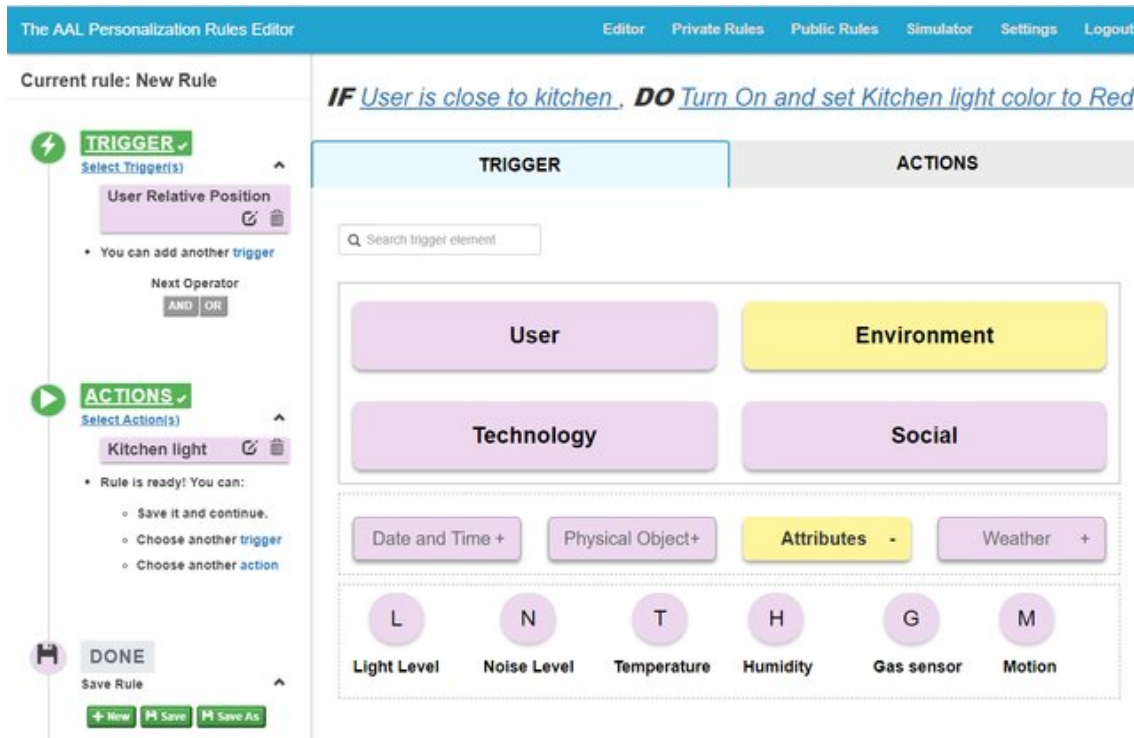 The AAL Personalization Rules Editor
Editor Private Rules Public Rules Simulator Settings Logout
Current rule: New Rule
TRIGGER
Select Trigger(s)
User Relative Position
You can add another trigger
Next Operator
AND OR
ACTIONS
Select Action(s)
Kitchen light
Rule is ready! You can:
Save it and continue.
Choose another trigger
Choose another action
DONE
Save Rule
+ New Save Save As
IF User is close to kitchen , DO Turn On and set Kitchen light color to Red
TRIGGER ACTIONS
Search trigger element
User Environment
Technology Social
Date and Time + Physical Object+ Attributes - Weather +
L N T H G M
Light Level Noise Level Temperature Humidity Gas sensor Motion